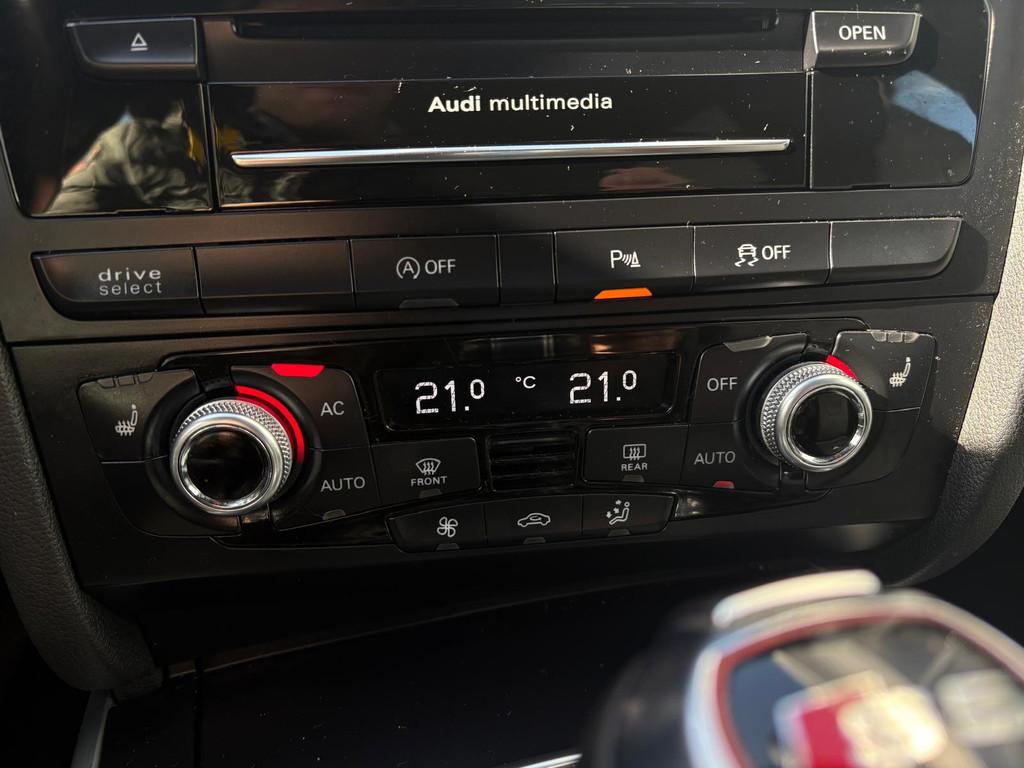 OPEN
Audi multimedia
drive
select
A OFF
P
OFF
21.0 °C 21.0
AC
OFF
AUTO
FRONT
REAR
AUTO